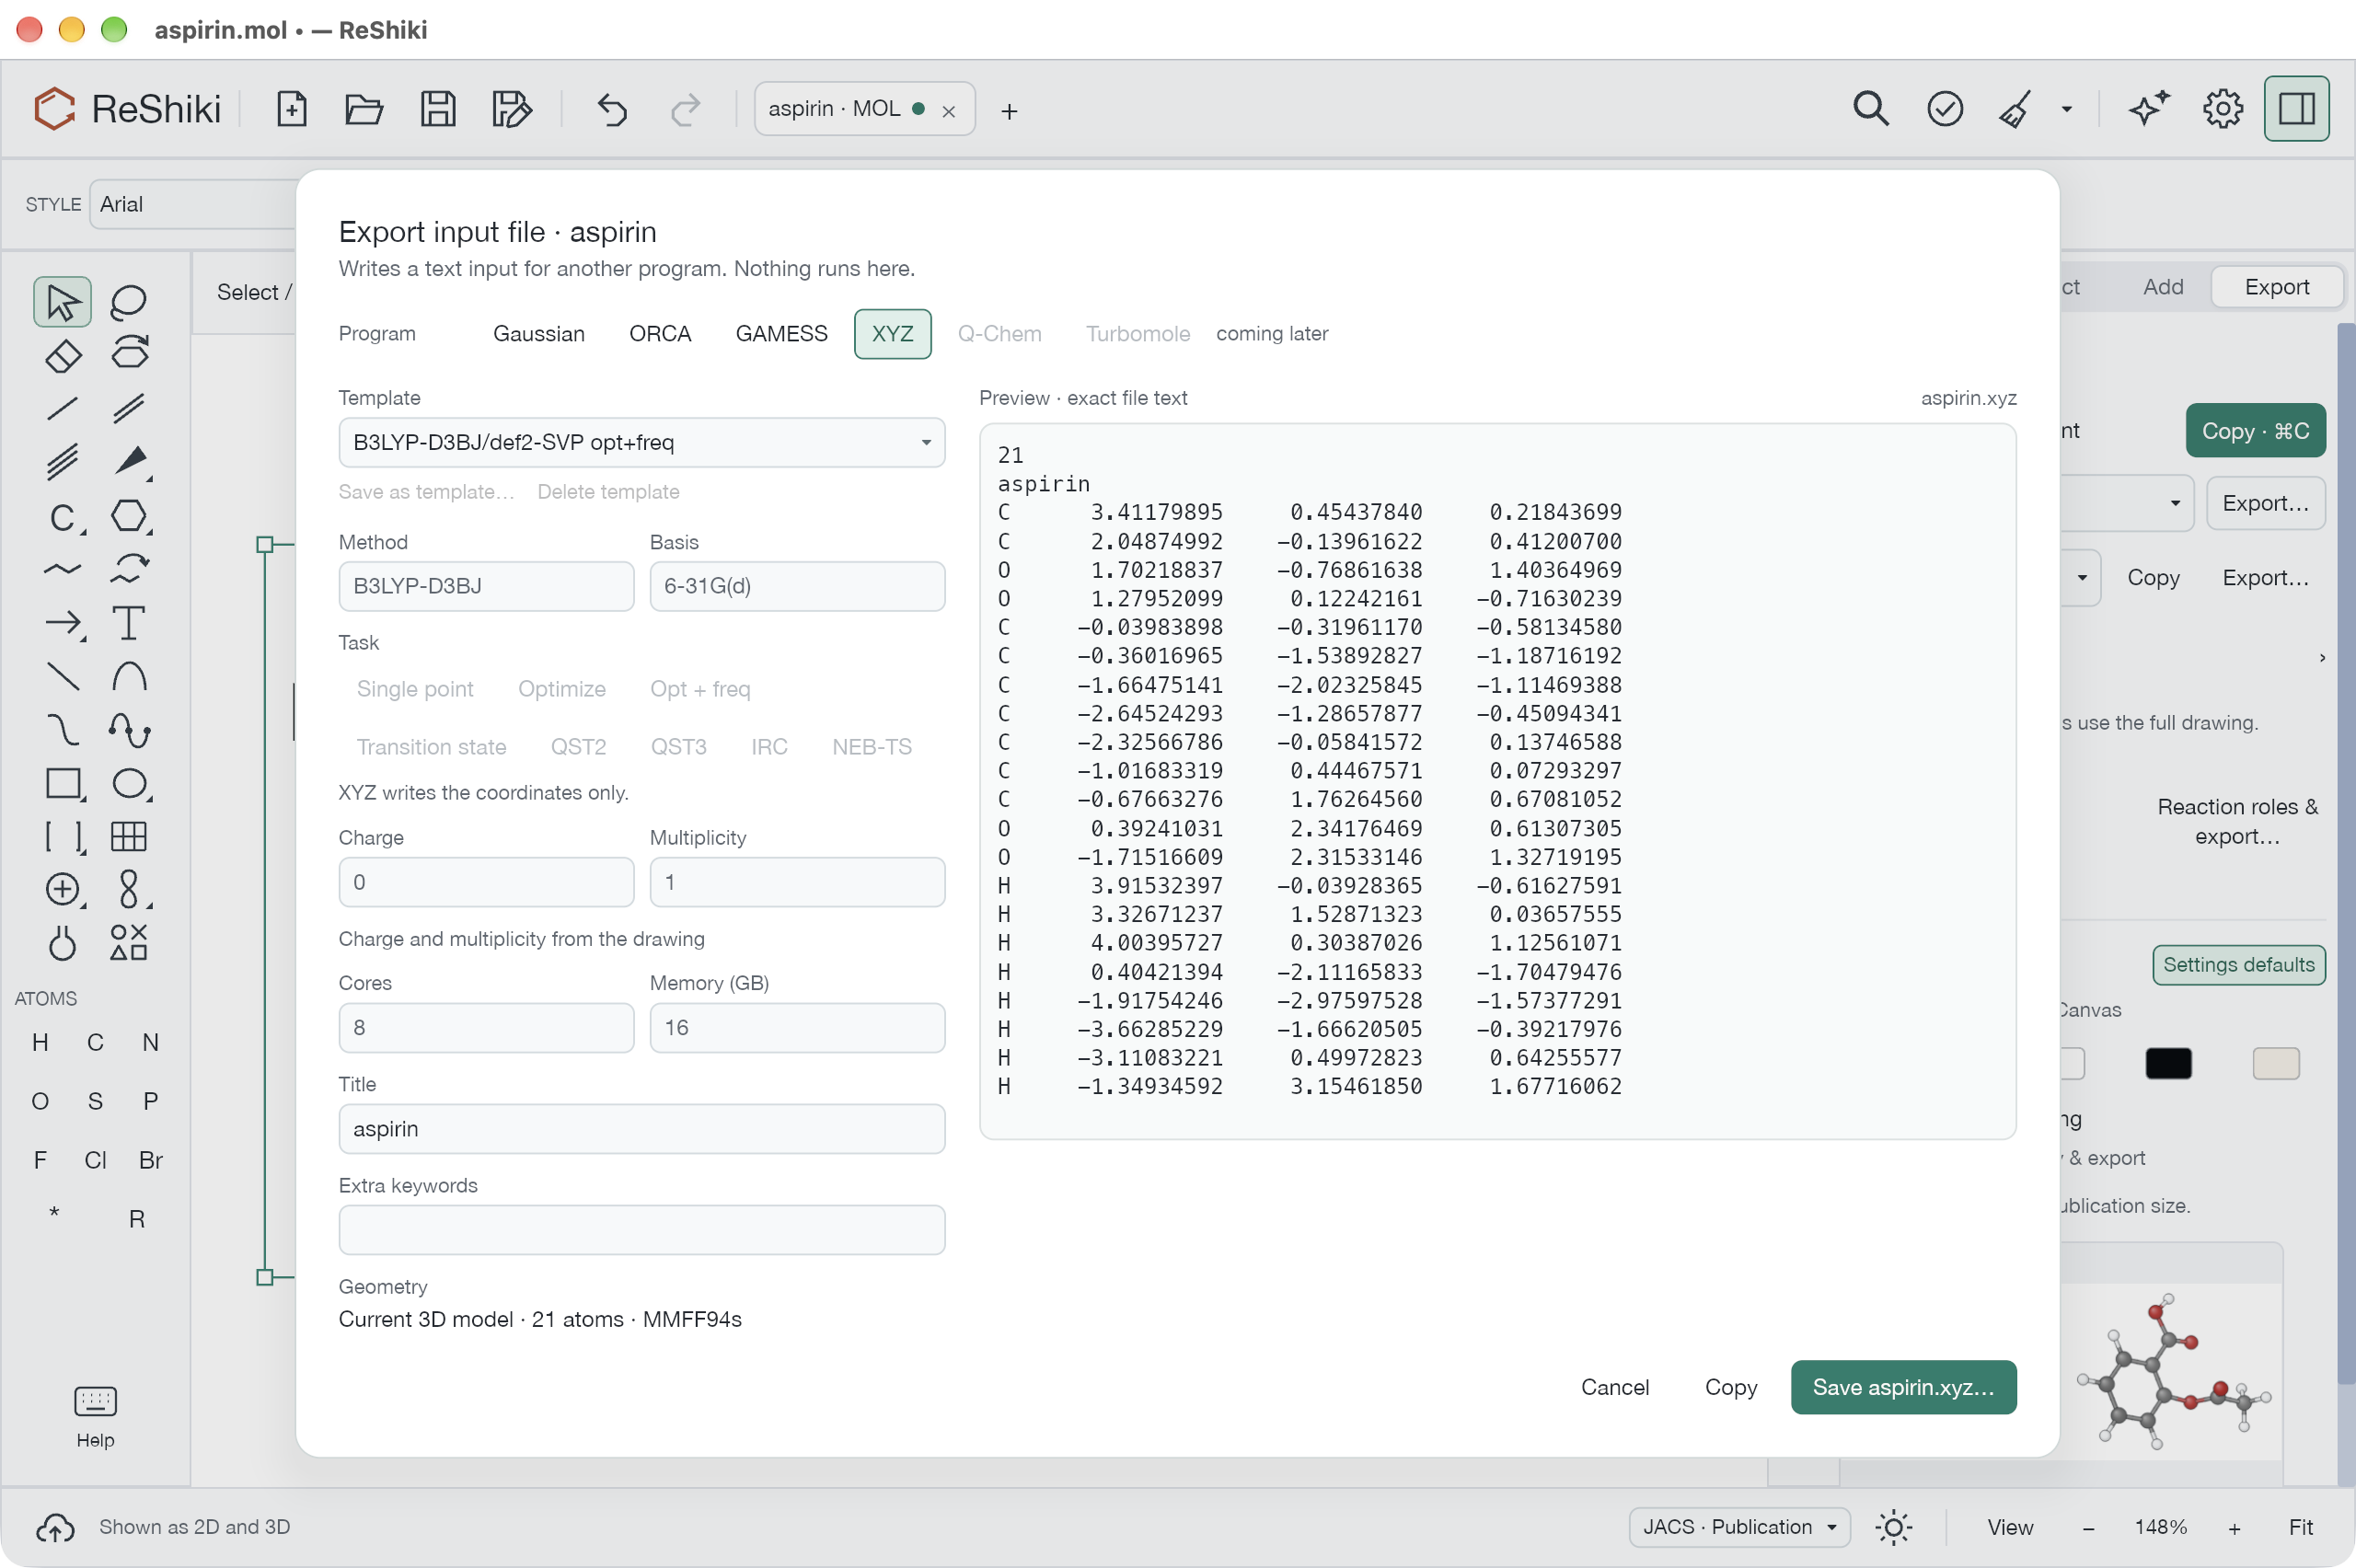 aspirin.mol • — ReShiki
ReShiki
aspirin · MOL ● ×
+
STYLE
Arial
Select /
ct
Add
Export
Export input file · aspirin
Writes a text input for another program. Nothing runs here.
Program
Gaussian
ORCA
GAMESS
XYZ
Q-Chem
Turbomole
coming later
Template
B3LYP-D3BJ/def2-SVP opt+freq
Save as template…
Delete template
Method
Basis
B3LYP-D3BJ
6-31G(d)
Task
Single point
Optimize
Opt + freq
Transition state
QST2
QST3
IRC
NEB-TS
XYZ writes the coordinates only.
Charge
Multiplicity
0
1
Charge and multiplicity from the drawing
Cores
Memory (GB)
8
16
Title
aspirin
Extra keywords
Geometry
Current 3D model · 21 atoms · MMFF94s
Preview · exact file text
aspirin.xyz
21
aspirin
C 3.41179895 0.45437840 0.21843699
C 2.04874992 −0.13961622 0.41200700
O 1.70218837 −0.76861638 1.40364969
O 1.27952099 0.12242161 −0.71630239
C −0.03983898 −0.31961170 −0.58134580
C −0.36016965 −1.53892827 −1.18716192
C −1.66475141 −2.02325845 −1.11469388
C −2.64524293 −1.28657877 −0.45094341
C −2.32566786 −0.05841572 0.13746588
C −1.01683319 0.44467571 0.07293297
C −0.67663276 1.76264560 0.67081052
O 0.39241031 2.34176469 0.61307305
O −1.71516609 2.31533146 1.32719195
H 3.91532397 −0.03928365 −0.61627591
H 3.32671237 1.52871323 0.03657555
H 4.00395727 0.30387026 1.12561071
H 0.40421394 −2.11165833 −1.70479476
H −1.91754246 −2.97597528 −1.57377291
H −3.66285229 −1.66620505 −0.39217976
H −3.11083221 0.49972823 0.64255577
H −1.34934592 3.15461850 1.67716062
Cancel
Copy
Save aspirin.xyz…
nt
Copy · ⌘C
Export…
Copy
Export…
s use the full drawing.
Reaction roles &
export…
Settings defaults
Canvas
ng
y & export
ublication size.
C
T
[ ]
ATOMS
H C N
O S P
F Cl Br
* R
Help
Shown as 2D and 3D
JACS · Publication
View
−
148%
+
Fit